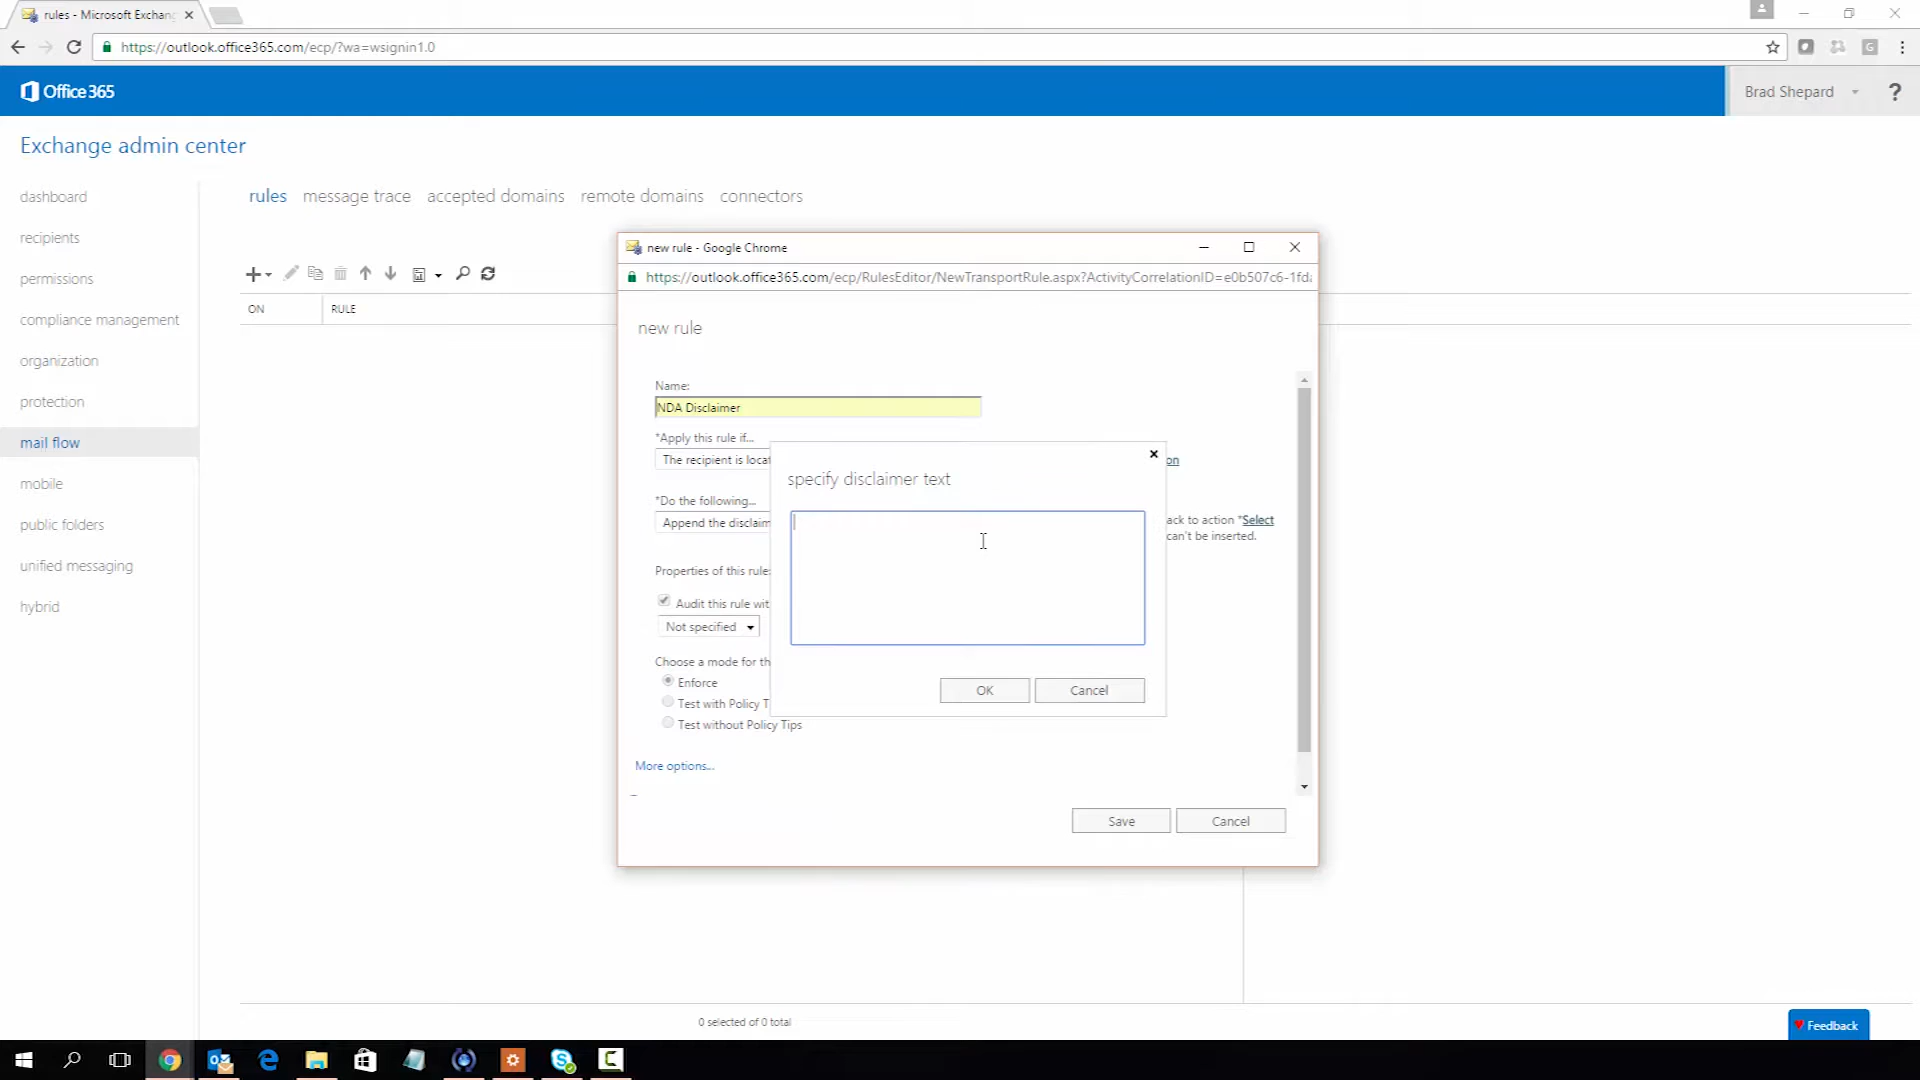 rules - Microsoft Exchan
https://outlook.office365.com/ecp/?wa=wsignin1.0
Office 365
Brad Shepard
?
Exchange admin center
dashboard
recipients
permissions
compliance management
organization
protection
mail flow
mobile
public folders
unified messaging
hybrid
rules message trace accepted domains remote domains connectors
ON RULE
new rule - Google Chrome
https://outlook.office365.com/ecp/RulesEditor/NewTransportRule.aspx?ActivityCorrelationID=e0b507c6-1fda
new rule
Name:
NDA Disclaimer
*Apply this rule if...
The recipient is locat
on
*Do the following...
Append the disclaim
ack to action *Select
can't be inserted.
Properties of this rule:
Audit this rule wit
Not specified
Choose a mode for th
Enforce
Test with Policy T
Test without Policy Tips
More options...
Save Cancel
specify disclaimer text
OK Cancel
0 selected of 0 total
Feedback